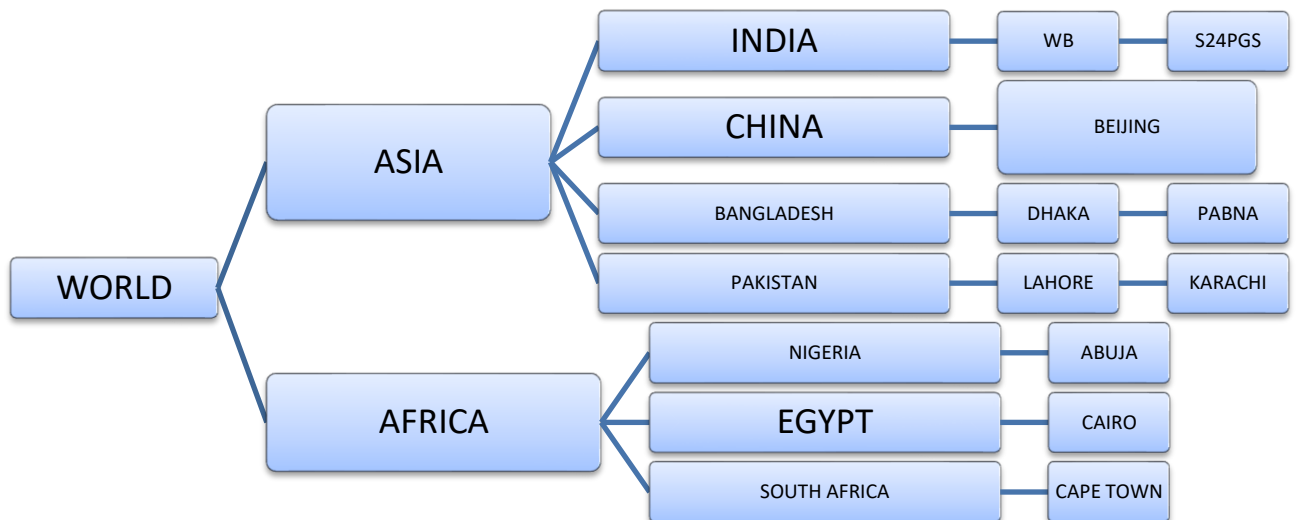 WORLD
ASIA
INDIA
WB
S24PGS
CHINA
BEIJING
BANGLADESH
DHAKA
PABNA
PAKISTAN
LAHORE
KARACHI
AFRICA
NIGERIA
ABUJA
EGYPT
CAIRO
SOUTH AFRICA
CAPE TOWN